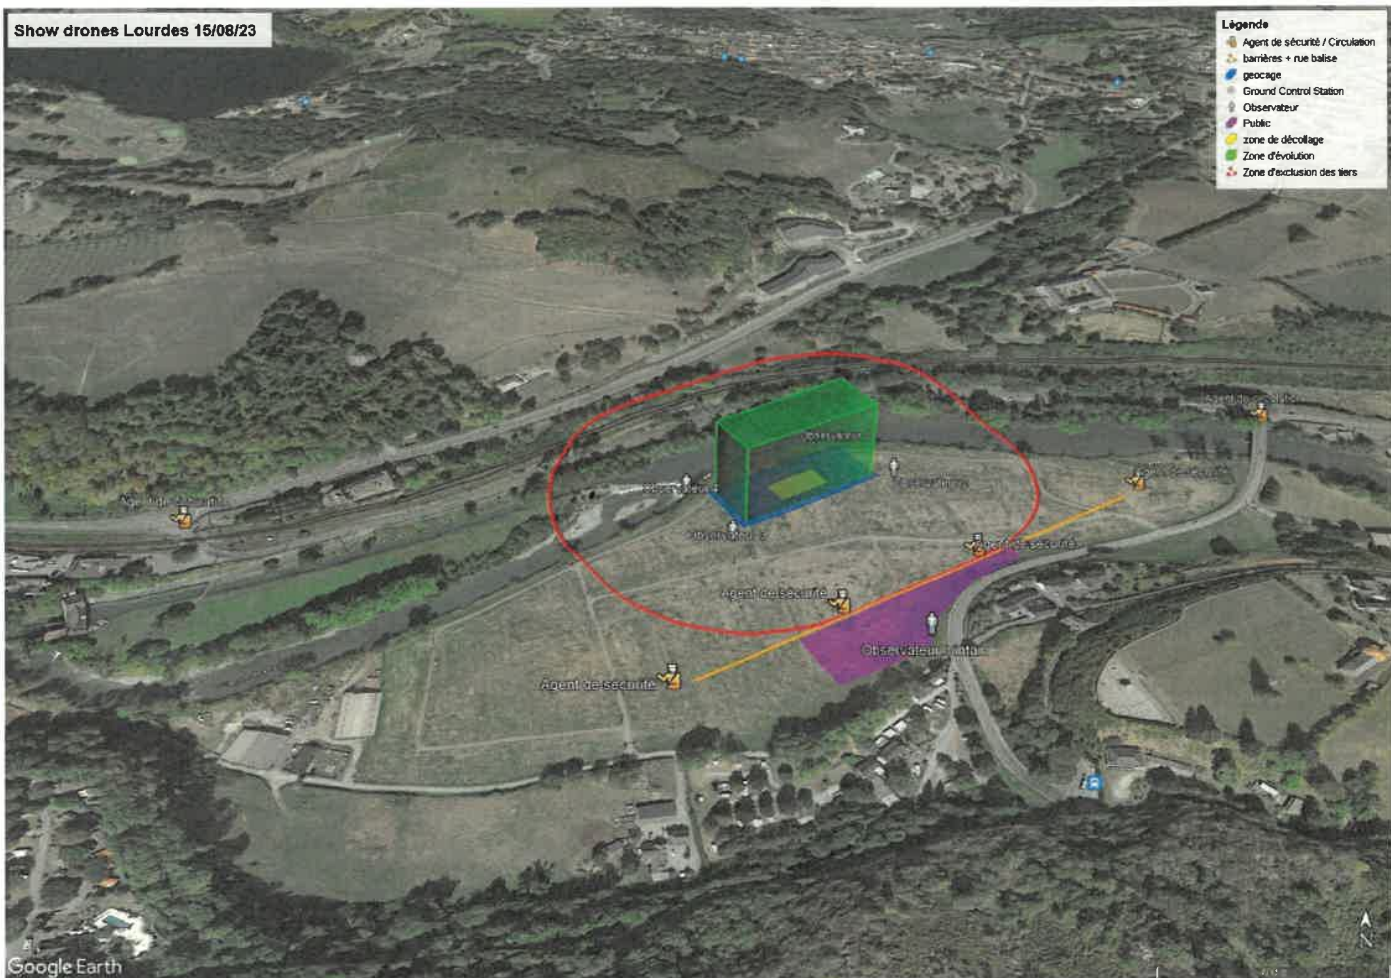 Show drones Lourdes 15/08/23
Légende
Agent de sécurité / Circulation
barrières + rue balise
geocage
Ground Control Station
Observateur
Public
zone de décollage
Zone d'évolution
Zone d'exclusion des tiers
Observateur
Agent de sécurité
Agent de sécurité
Observateur
Agent de sécurité
Google Earth